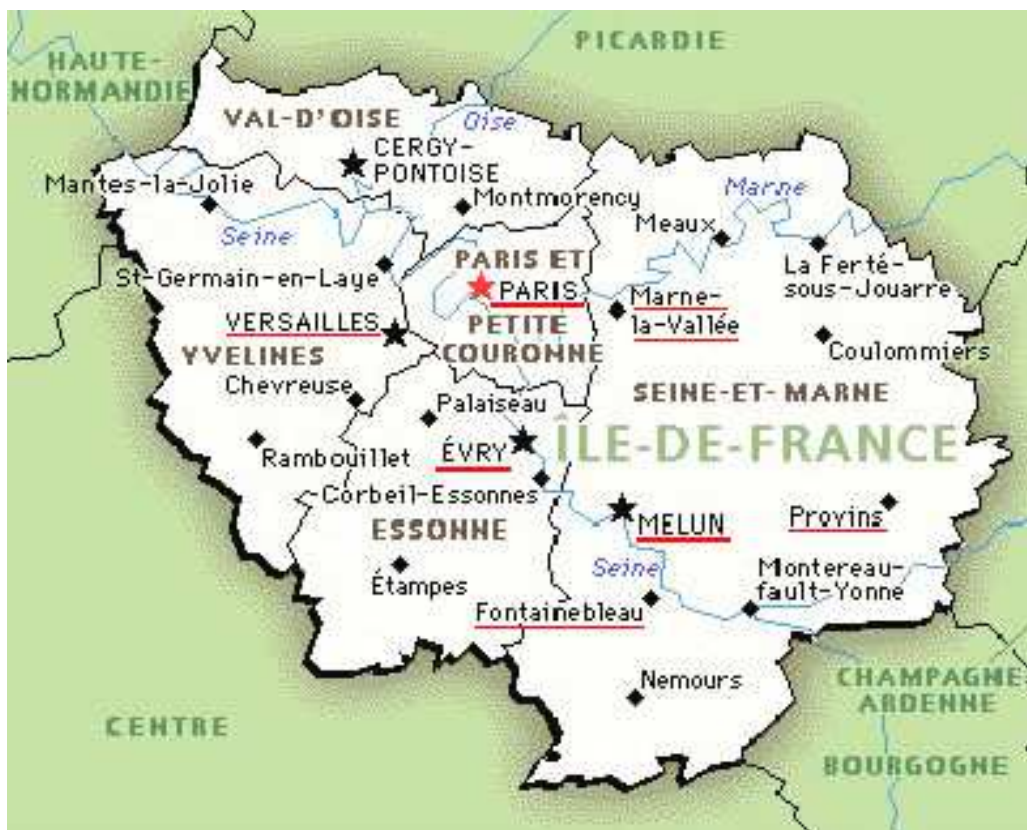 PICARDIE
HAUTE-
NORMANDIE
VAL-D'OISE
Oise
CERGY-
PONTOISE
Mantes-la-Jolie
Montmorency
Marne
Meaux
Seine
PARIS ET
La Ferté-
sous-Jouarre
St-Germain-en-Laye
PARIS
Marne-
la-Vallée
VERSAILLES
PETITE
COURONNE
Coulommiers
YVELINES
Chevreuse
SEINE-ET-MARNE
Palaiseau
ÎLE-DE-FRANCE
ÉVRY
Rambouillet
Corbeil-Essonnes
MELUN
Provins
ESSONNE
Seine
Montereau-
fault-Yonne
Étampes
Fontainebleau
Nemours
CHAMPAGNE
ARDENNE
CENTRE
BOURGOGNE